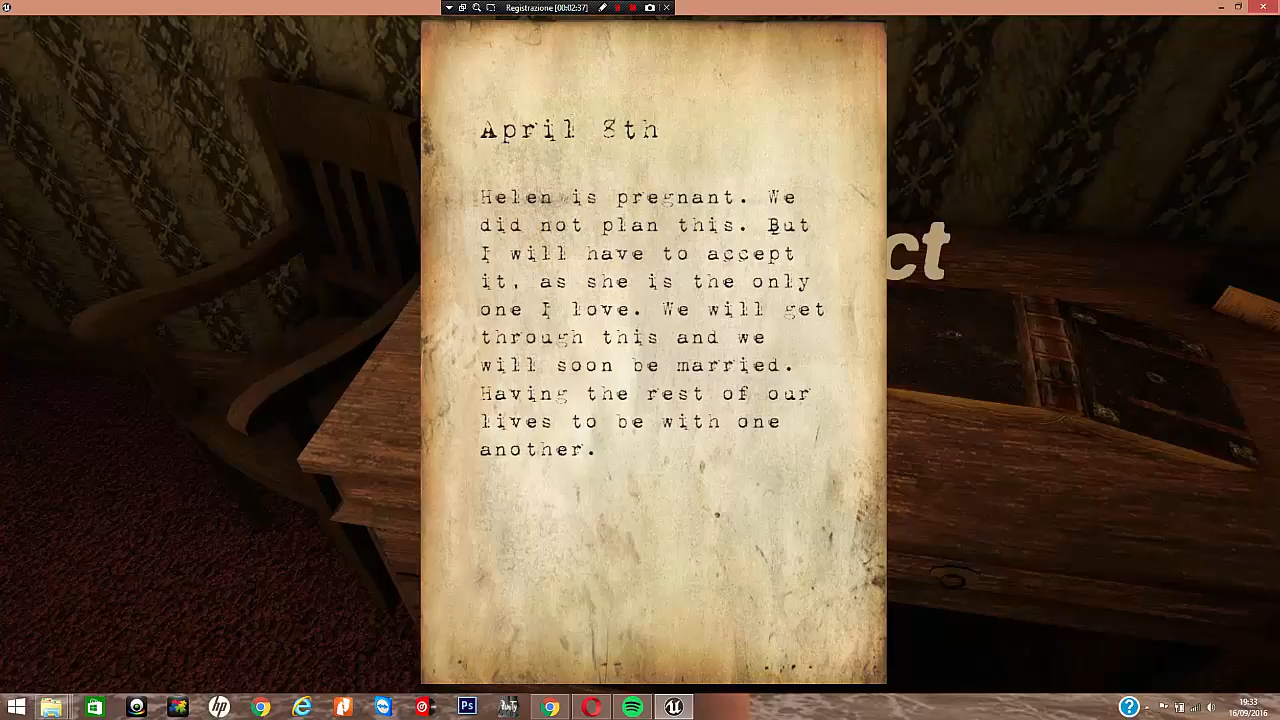 Registrazione [00:02:37]
April 8th
Helen is pregnant. We
did not plan this. But
I will have to accept
it, as she is the only
one I love. We will get
through this and we
will soon be married.
Having the rest of our
lives to be with one
another.
ct
Ps
19:33
16/09/2016